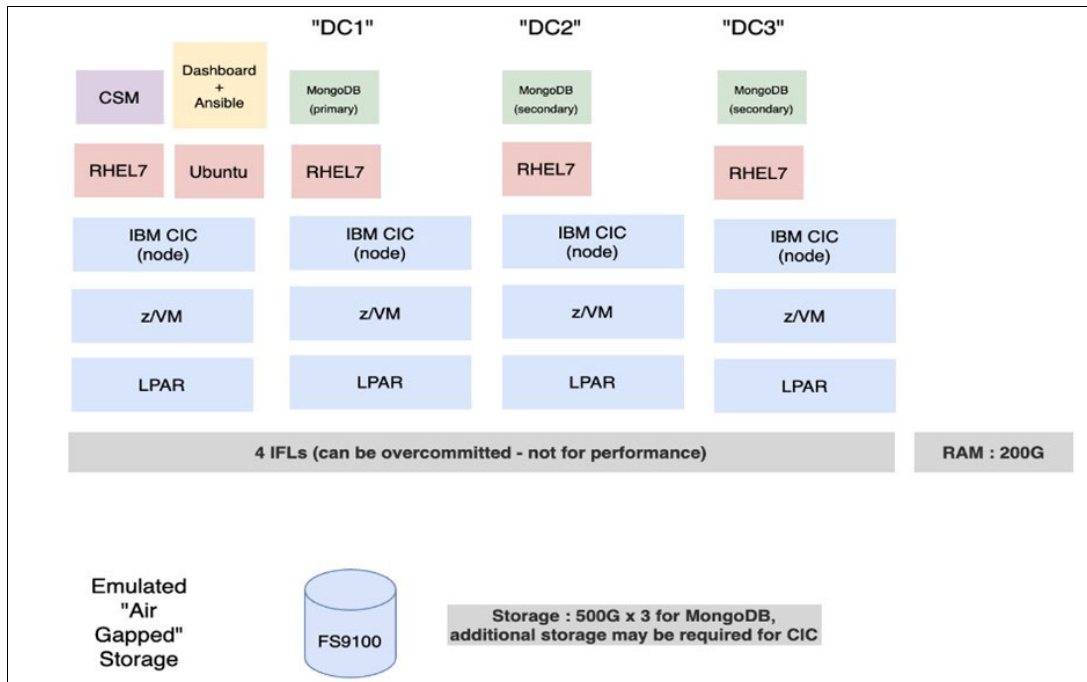 "DC1"
"DC2"
"DC3"
CSM
Dashboard
+
Ansible
MongoDB
(primary)
MongoDB
(secondary)
MongoDB
(secondary)
RHEL7
Ubuntu
RHEL7
RHEL7
RHEL7
IBM CIC
(node)
IBM CIC
(node)
IBM CIC
(node)
IBM CIC
(node)
z/VM
z/VM
z/VM
z/VM
LPAR
LPAR
LPAR
LPAR
4 IFLs (can be overcommitted - not for performance)
RAM : 200G
Emulated
"Air
Gapped"
Storage
FS9100
Storage : 500G x 3 for MongoDB,
additional storage may be required for CIC